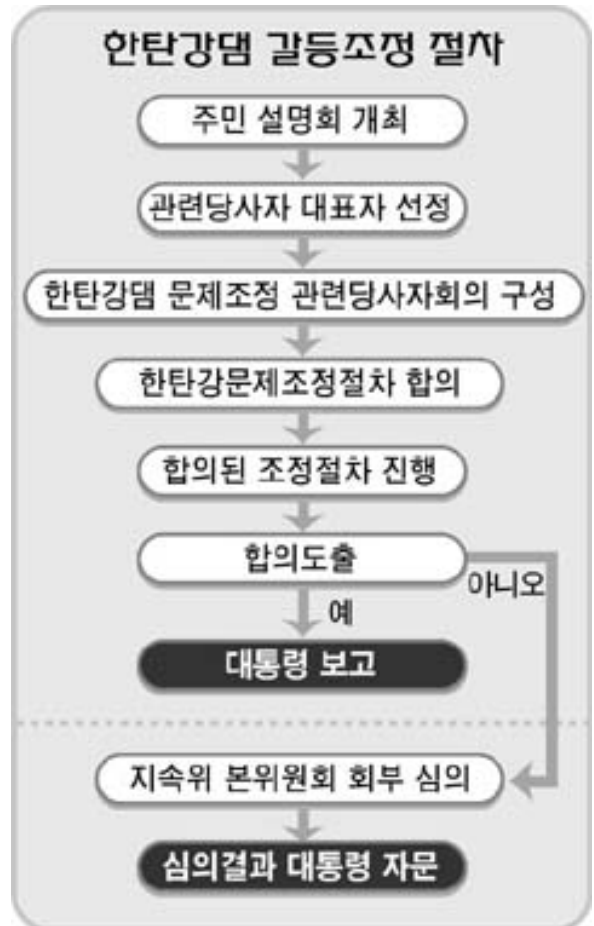 한탄강댐 갈등조정 절차
주민 설명회 개최
관련당사자 대표자 선정
한탄강댐 문제조정 관련당사자회의 구성
한탄강문제조정절차 합의
합의된 조정절차 진행
합의도출
아니오
예
대통령 보고
지속위 본위원회 회부 심의
심의결과 대통령 자문